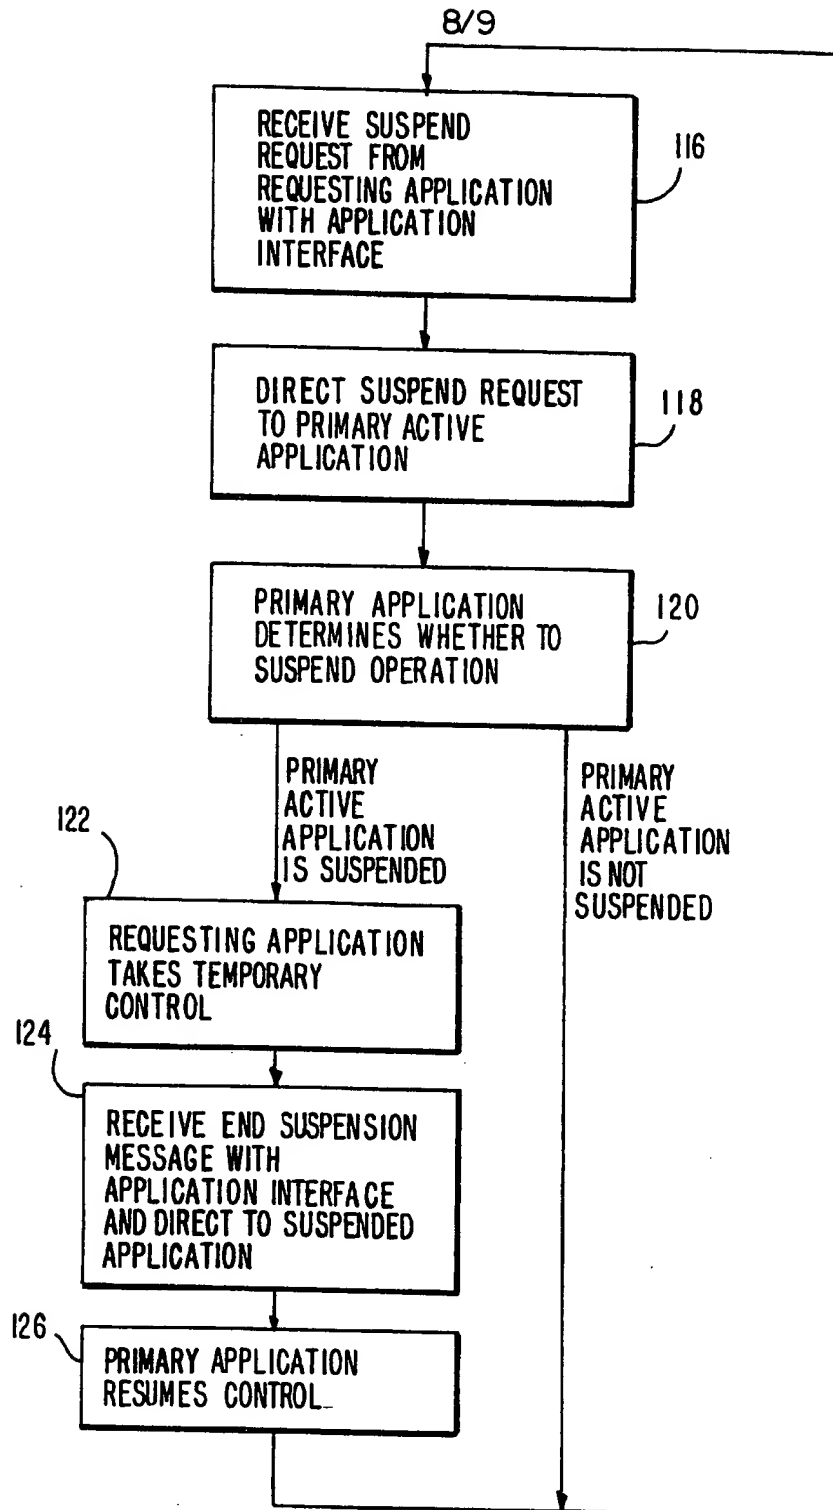 8/9
RECEIVE SUSPEND
REQUEST FROM
REQUESTING APPLICATION
WITH APPLICATION
INTERFACE
116
DIRECT SUSPEND REQUEST
TO PRIMARY ACTIVE
APPLICATION
118
PRIMARY APPLICATION
DETERMINES WHETHER TO
SUSPEND OPERATION
120
PRIMARY
ACTIVE
APPLICATION
IS SUSPENDED
PRIMARY
ACTIVE
APPLICATION
IS NOT
SUSPENDED
122
REQUESTING APPLICATION
TAKES TEMPORARY
CONTROL
124
RECEIVE END SUSPENSION
MESSAGE WITH
APPLICATION INTERFACE
AND DIRECT TO SUSPENDED
APPLICATION
126
PRIMARY APPLICATION
RESUMES CONTROL